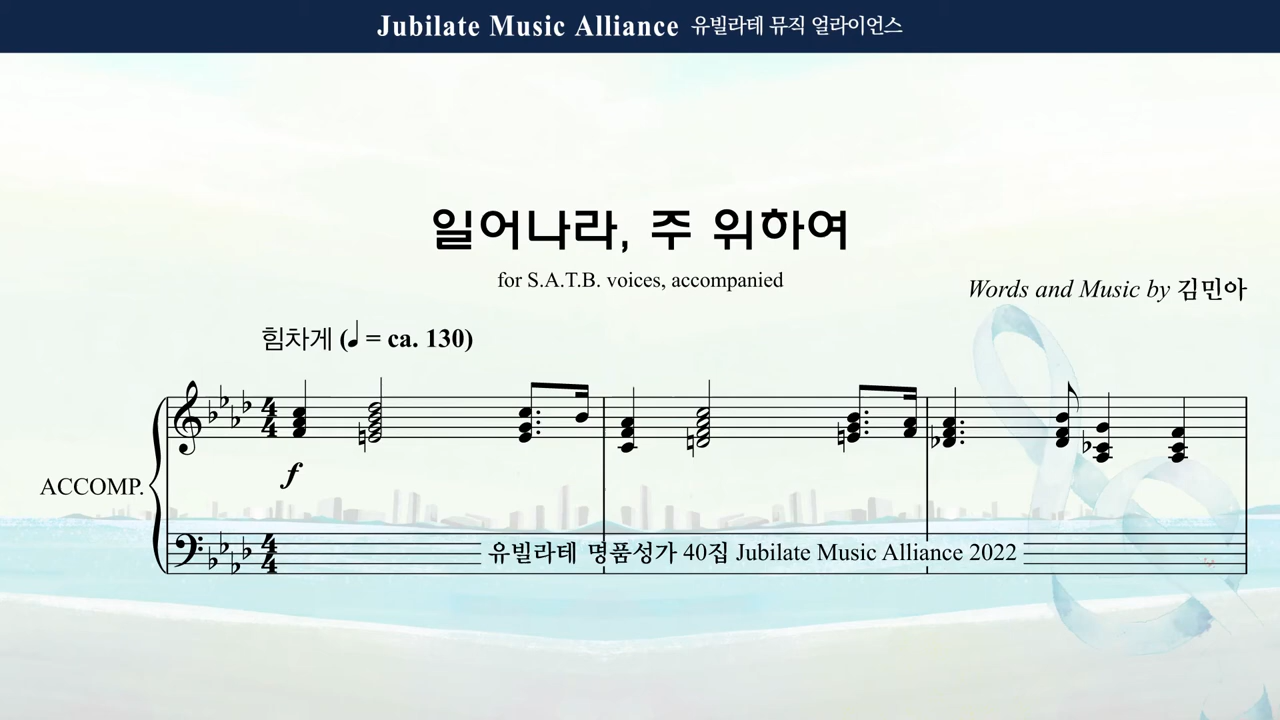 Jubilate Music Alliance 유빌라테 뮤직 얼라이언스
일어나라, 주 위하여
for S.A.T.B. voices, accompanied
Words and Music by 김민아
힘차게 (♩ = ca. 130)
4 4
f
ACCOMP.
4 4
유빌라테 명품성가 40집 Jubilate Music Alliance 2022